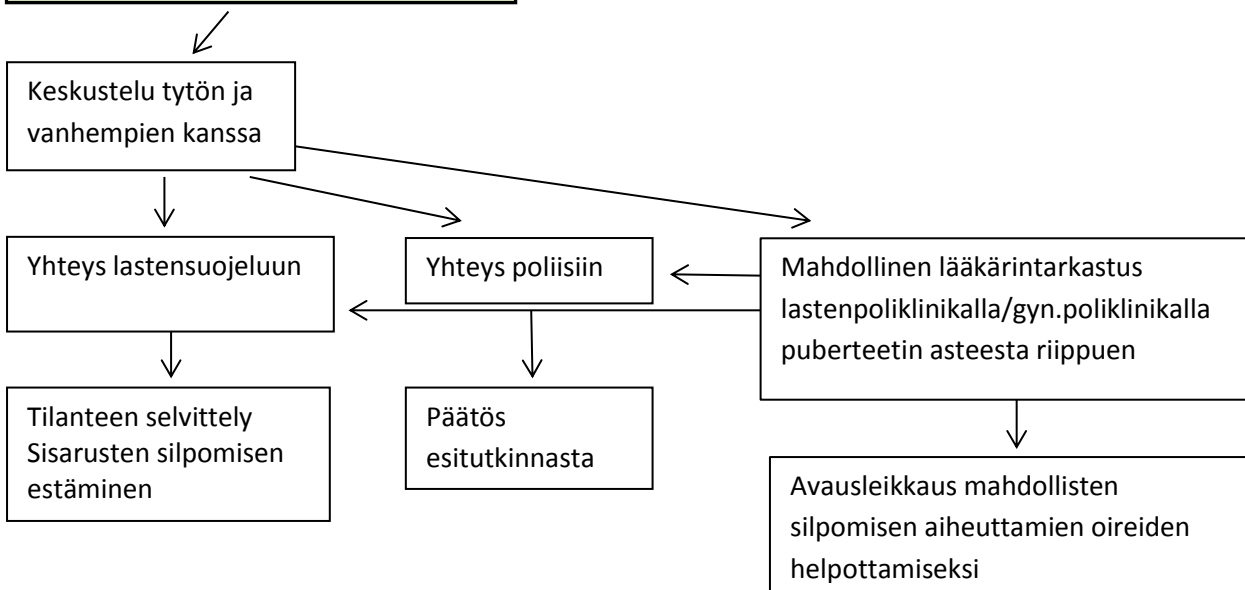 Keskustelu tytön ja
vanhempien kanssa
Yhteys lastensuojeluun
Yhteys poliisiin
Mahdollinen lääkärintarkastus
lastenpoliklinikalla/gyn.poliklinikalla
puberteetin asteesta riippuen
Tilanteen selvittely
Sisarusten silpomisen
estäminen
Päätös
esitutkinnasta
Avausleikkaus mahdollisten
silpomisen aiheuttamien oireiden
helpottamiseksi